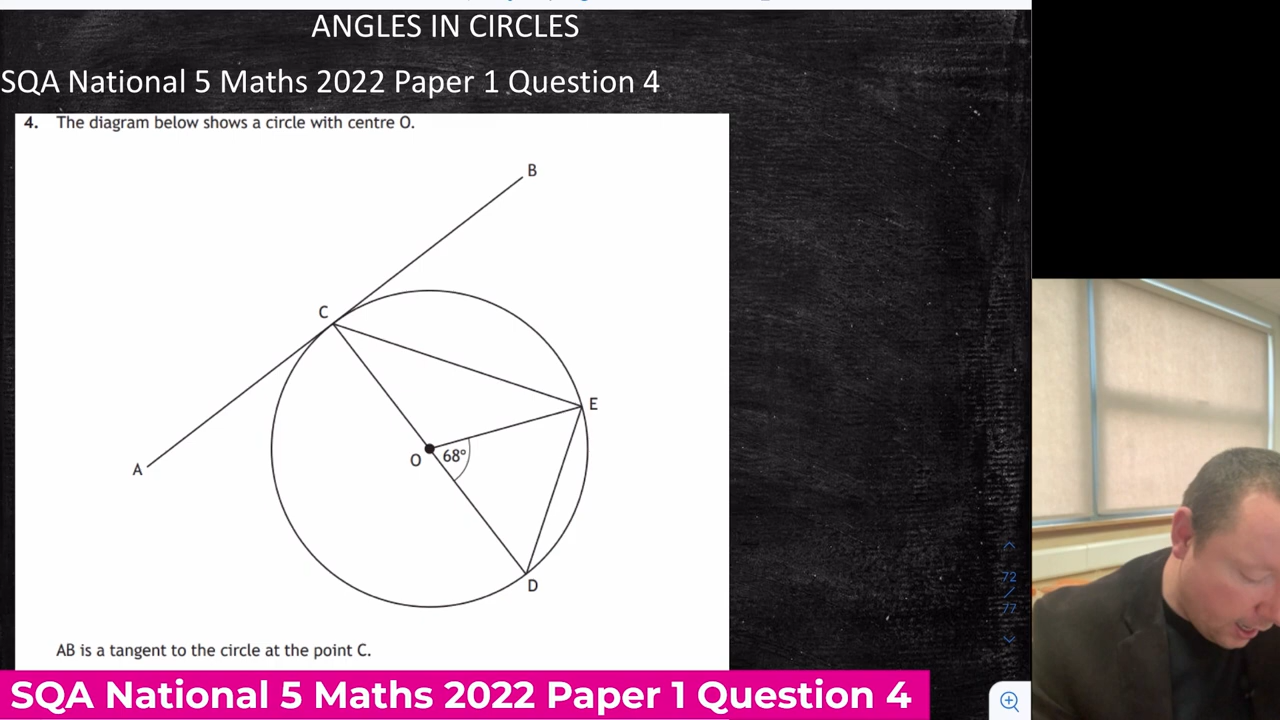 ANGLES IN CIRCLES
SQA National 5 Maths 2022 Paper 1 Question 4
4. The diagram below shows a circle with centre O.
B
C
E
O
68°
A
D
AB is a tangent to the circle at the point C.
72
/
77
SQA National 5 Maths 2022 Paper 1 Question 4